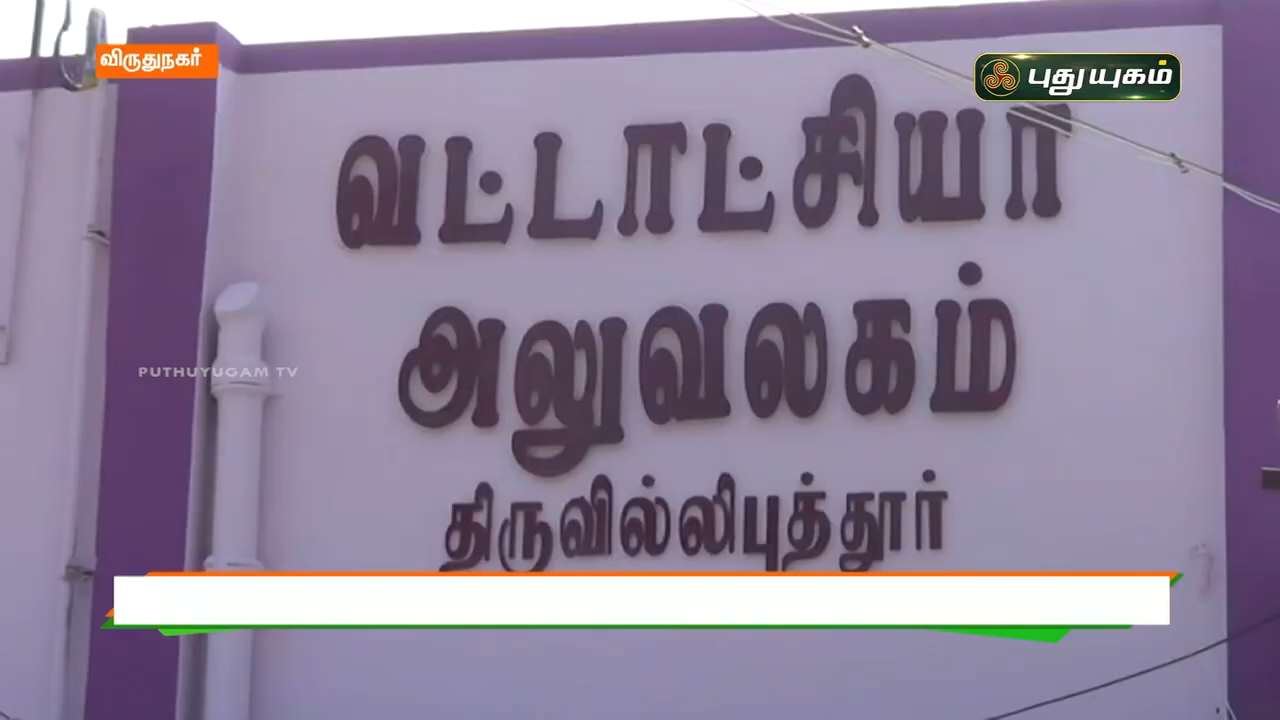 விருதுநகர்
புதுயுகம்
வட்டாட்சியர்
அலுவலகம்
PUTHUYUGAM TV
திருவில்லிபுத்தூர்